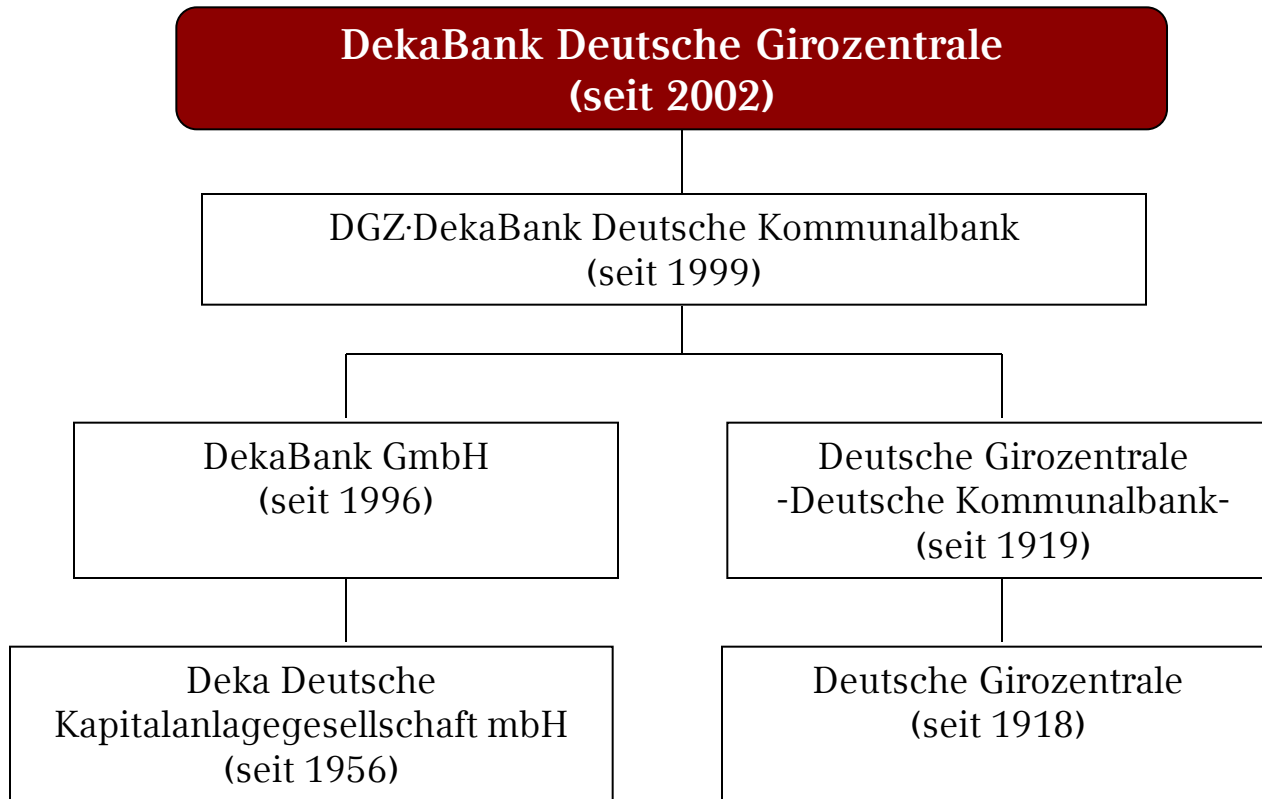 DekaBank Deutsche Girozentrale
(seit 2002)
DGZ·DekaBank Deutsche Kommunalbank
(seit 1999)
DekaBank GmbH
(seit 1996)
Deutsche Girozentrale
-Deutsche Kommunalbank-
(seit 1919)
Deka Deutsche
Kapitalanlagegesellschaft mbH
(seit 1956)
Deutsche Girozentrale
(seit 1918)